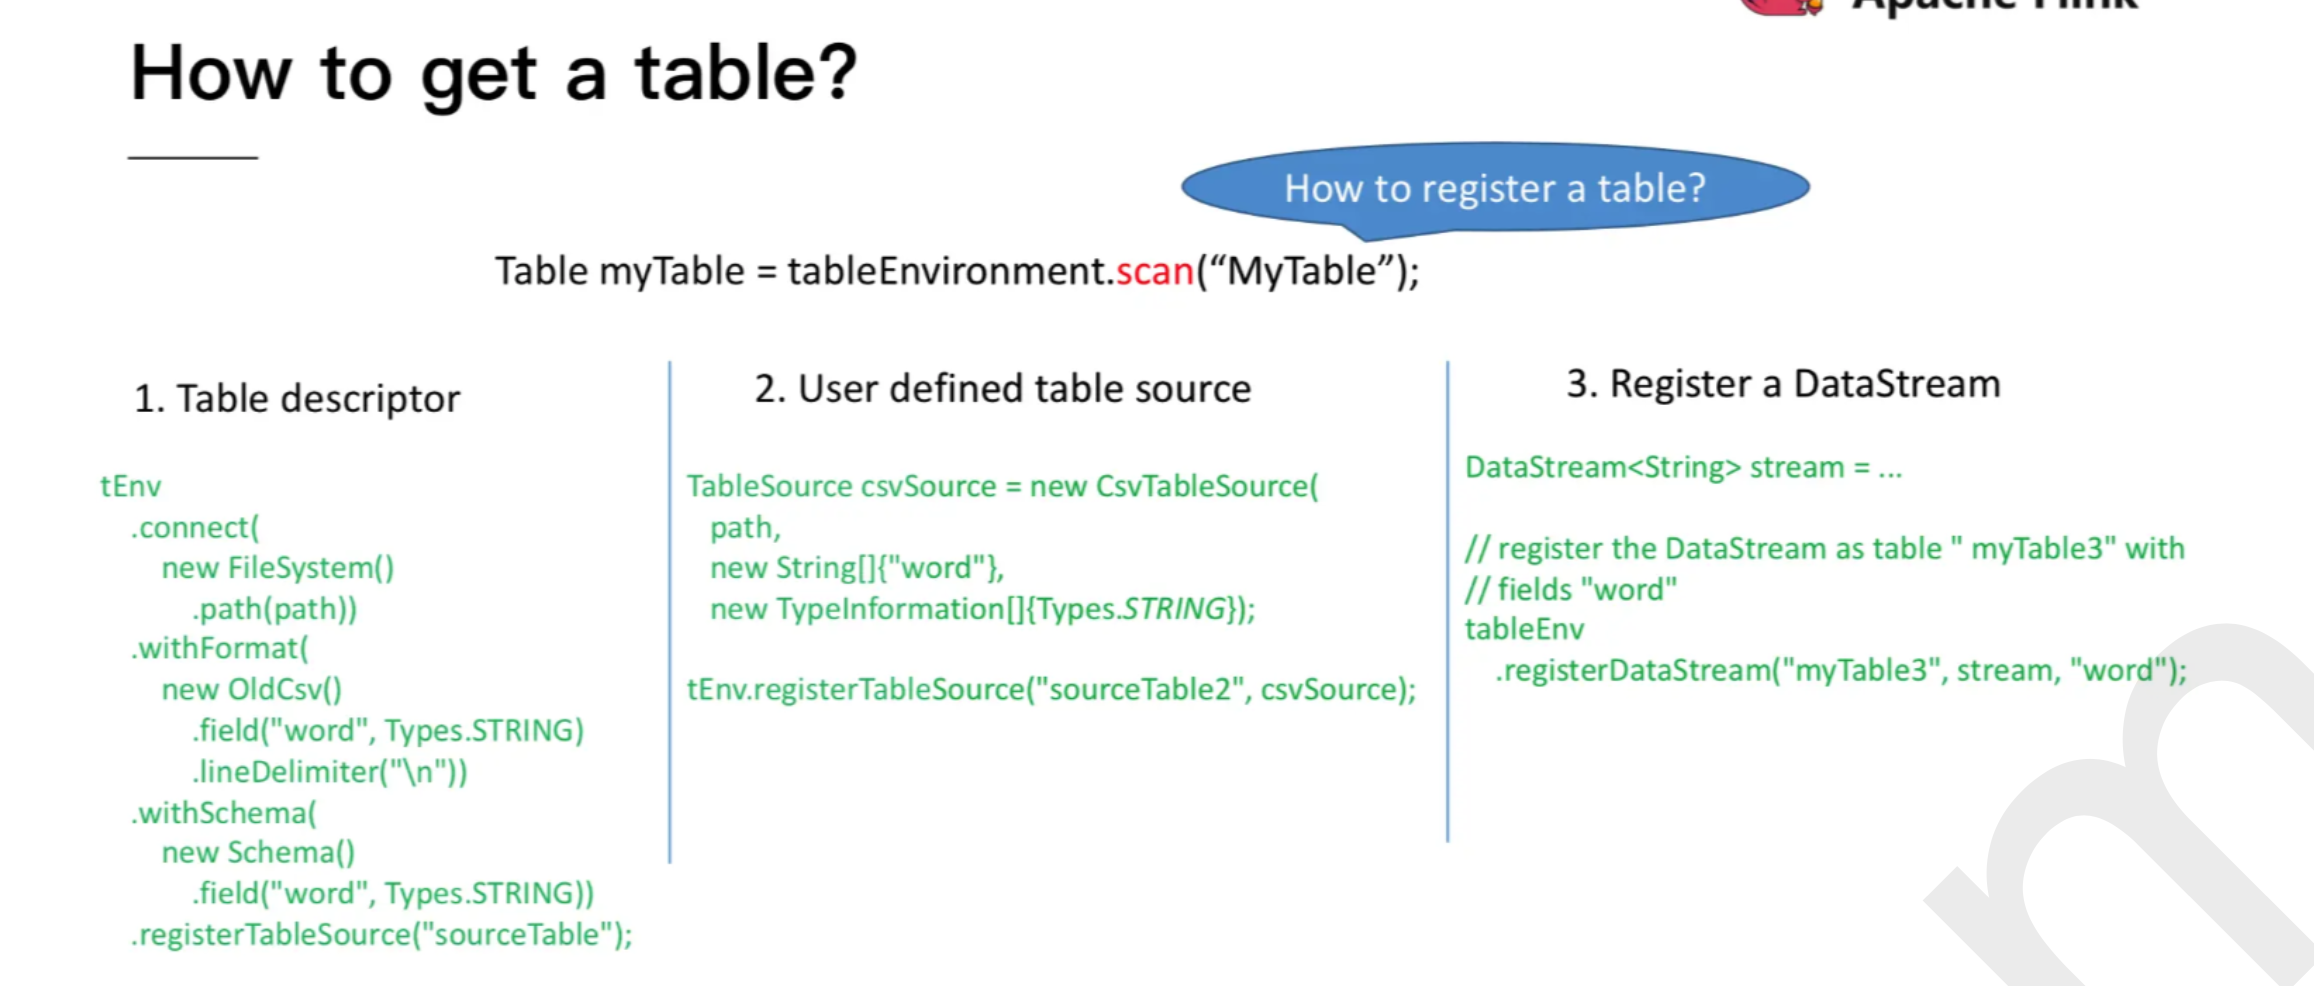 Apache Flink
How to get a table?
How to register a table?
Table myTable = tableEnvironment.scan(“MyTable”);
1. Table descriptor
tEnv
.connect(
new FileSystem()
.path(path))
.withFormat(
new OldCsv()
.field("word", Types.STRING)
.lineDelimiter("\n"))
.withSchema(
new Schema()
.field("word", Types.STRING))
.registerTableSource("sourceTable");
2. User defined table source
TableSource csvSource = new CsvTableSource(
path,
new String[]{"word"},
new TypeInformation[]{Types.STRING});
tEnv.registerTableSource("sourceTable2", csvSource);
3. Register a DataStream
DataStream<String> stream = ...
// register the DataStream as table " myTable3" with
// fields "word"
tableEnv
.registerDataStream("myTable3", stream, "word");
m